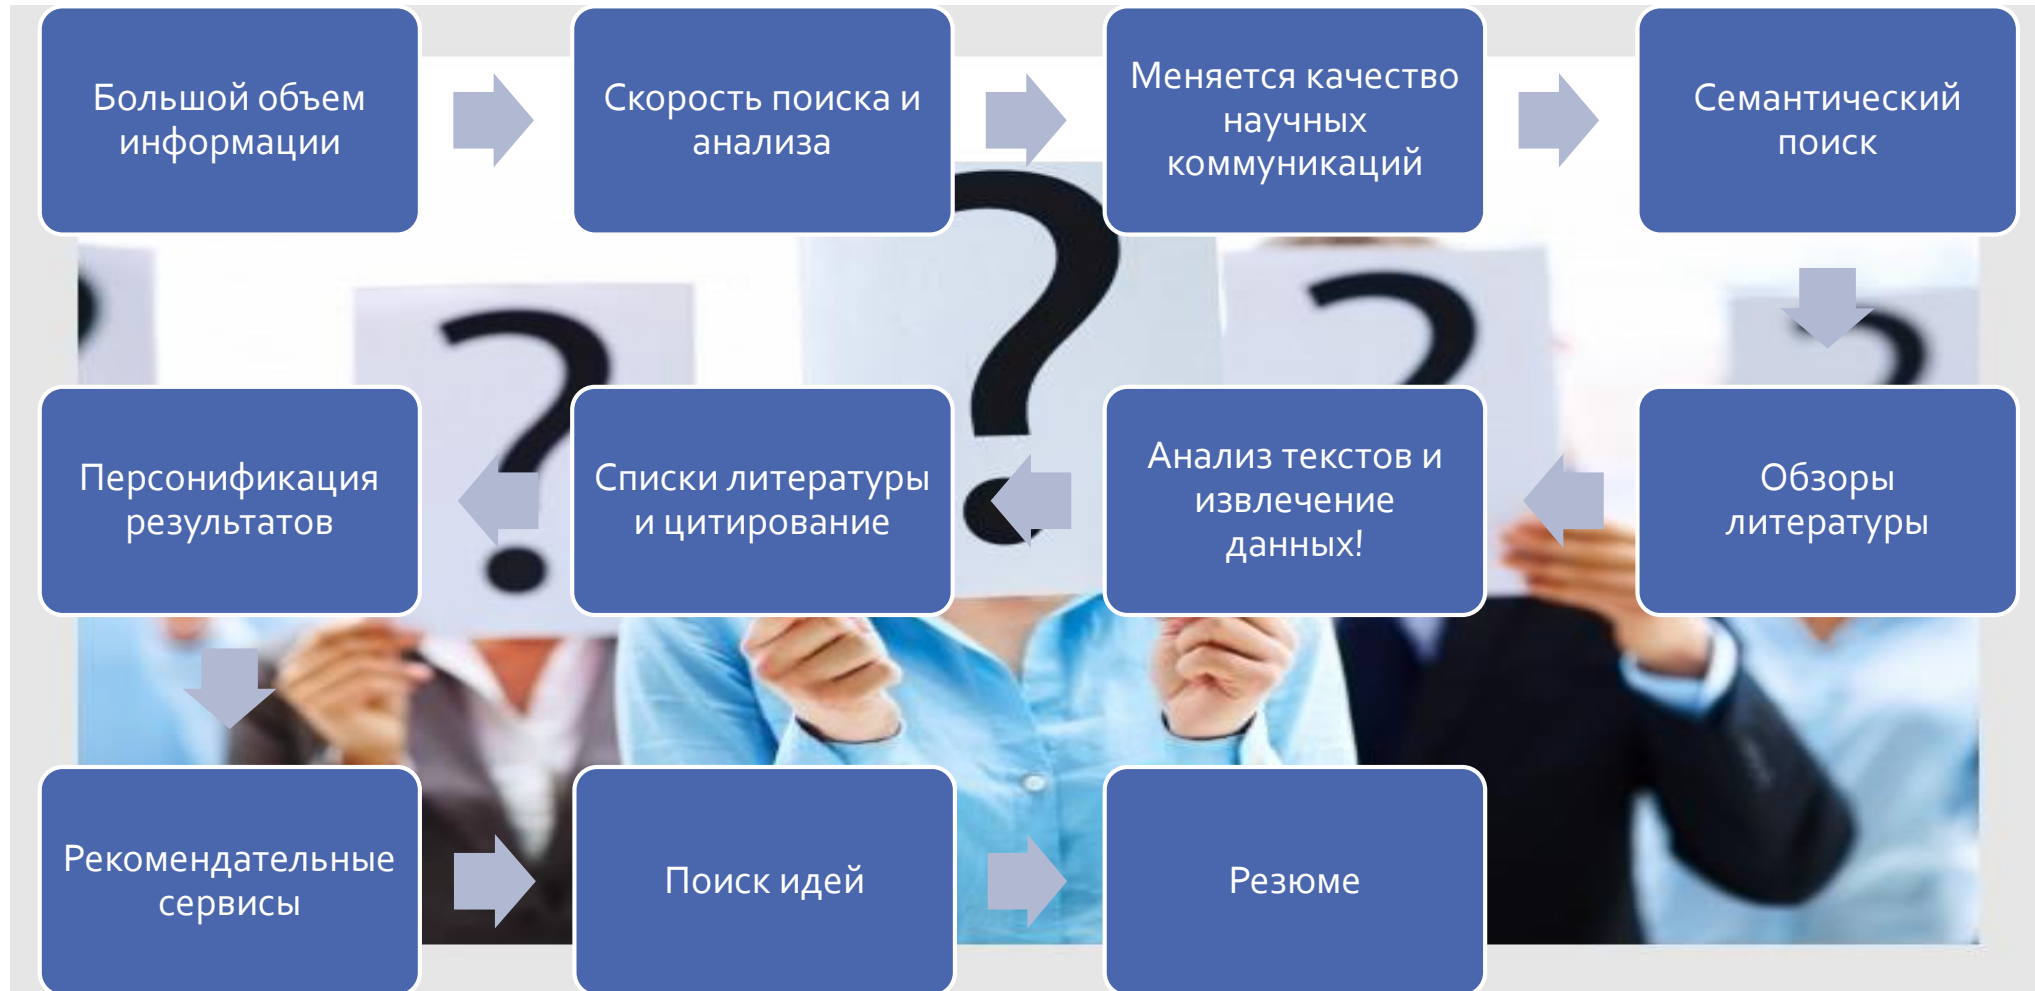 Большой объем
информации
Скорость поиска и
анализа
Меняется качество
научных
коммуникаций
Семантический
поиск
Обзоры
литературы
Анализ текстов и
извлечение
данных!
Списки литературы
и цитирование
Персонификация
результатов
Рекомендательные
сервисы
Поиск идей
Резюме